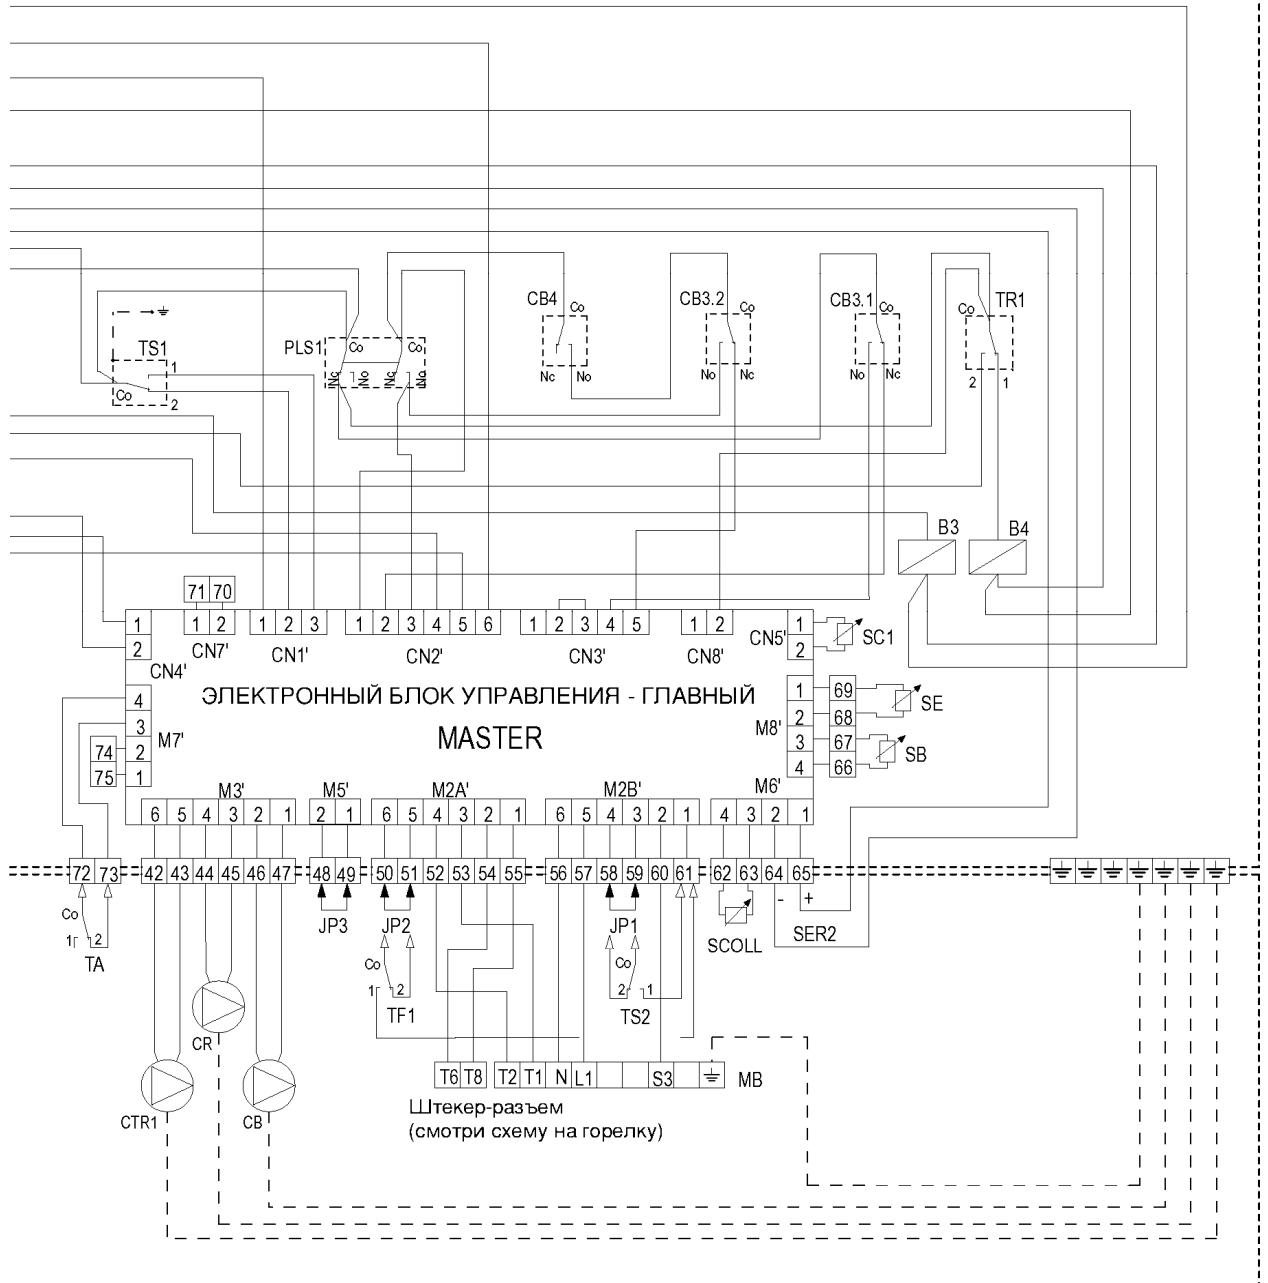 CB4 Co
CB3.2 Co
CB3.1 Co
Co TR1
TS1
1
Co
2
PLS1 Co Co
No No Nc No
Nc No
No Nc
No Nc
2 1
B3 B4
71 70
1 2
1 2 3
1 2 3 4 5 6
1 2 3 4 5
1 2
1
2
1
2
CN4' CN7' CN1' CN2' CN3' CN8' CN5'
SC1
ЭЛЕКТРОННЫЙ БЛОК УПРАВЛЕНИЯ - ГЛАВНЫЙ
MASTER
4
3
2
1
M7'
74
75
1 69
2 68
3 67
4 66
M8'
SE
SB
M3' M5' M2A' M2B' M6'
6 5 4 3 2 1
2 1
6 5 4 3 2 1
6 5 4 3 2 1
4 3 2 1
72 73 42 43 44 45 46 47 48 49 50 51 52 53 54 55 56 57 58 59 60 61 62 63 64 65
- +
Co
1 2
TA
JP3
JP2
Co
1 2
TF1
JP1
Co
2 1
TS2
SCOLL
SER2
CR
CTR1
CB
T6 T8 T2 T1 N L1 S3 MB
Штекер-разъем
(смотри схему на горелку)